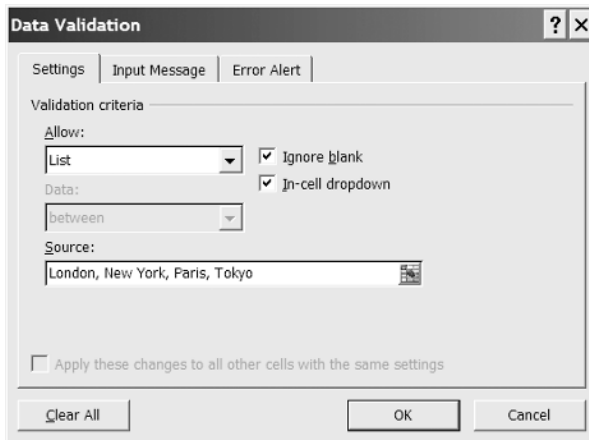 Data Validation ? ×
Settings Input Message Error Alert
Validation criteria
Allow:
List Ignore blank
Data: In-cell dropdown
between
Source:
London, New York, Paris, Tokyo
Apply these changes to all other cells with the same settings
Clear All OK Cancel